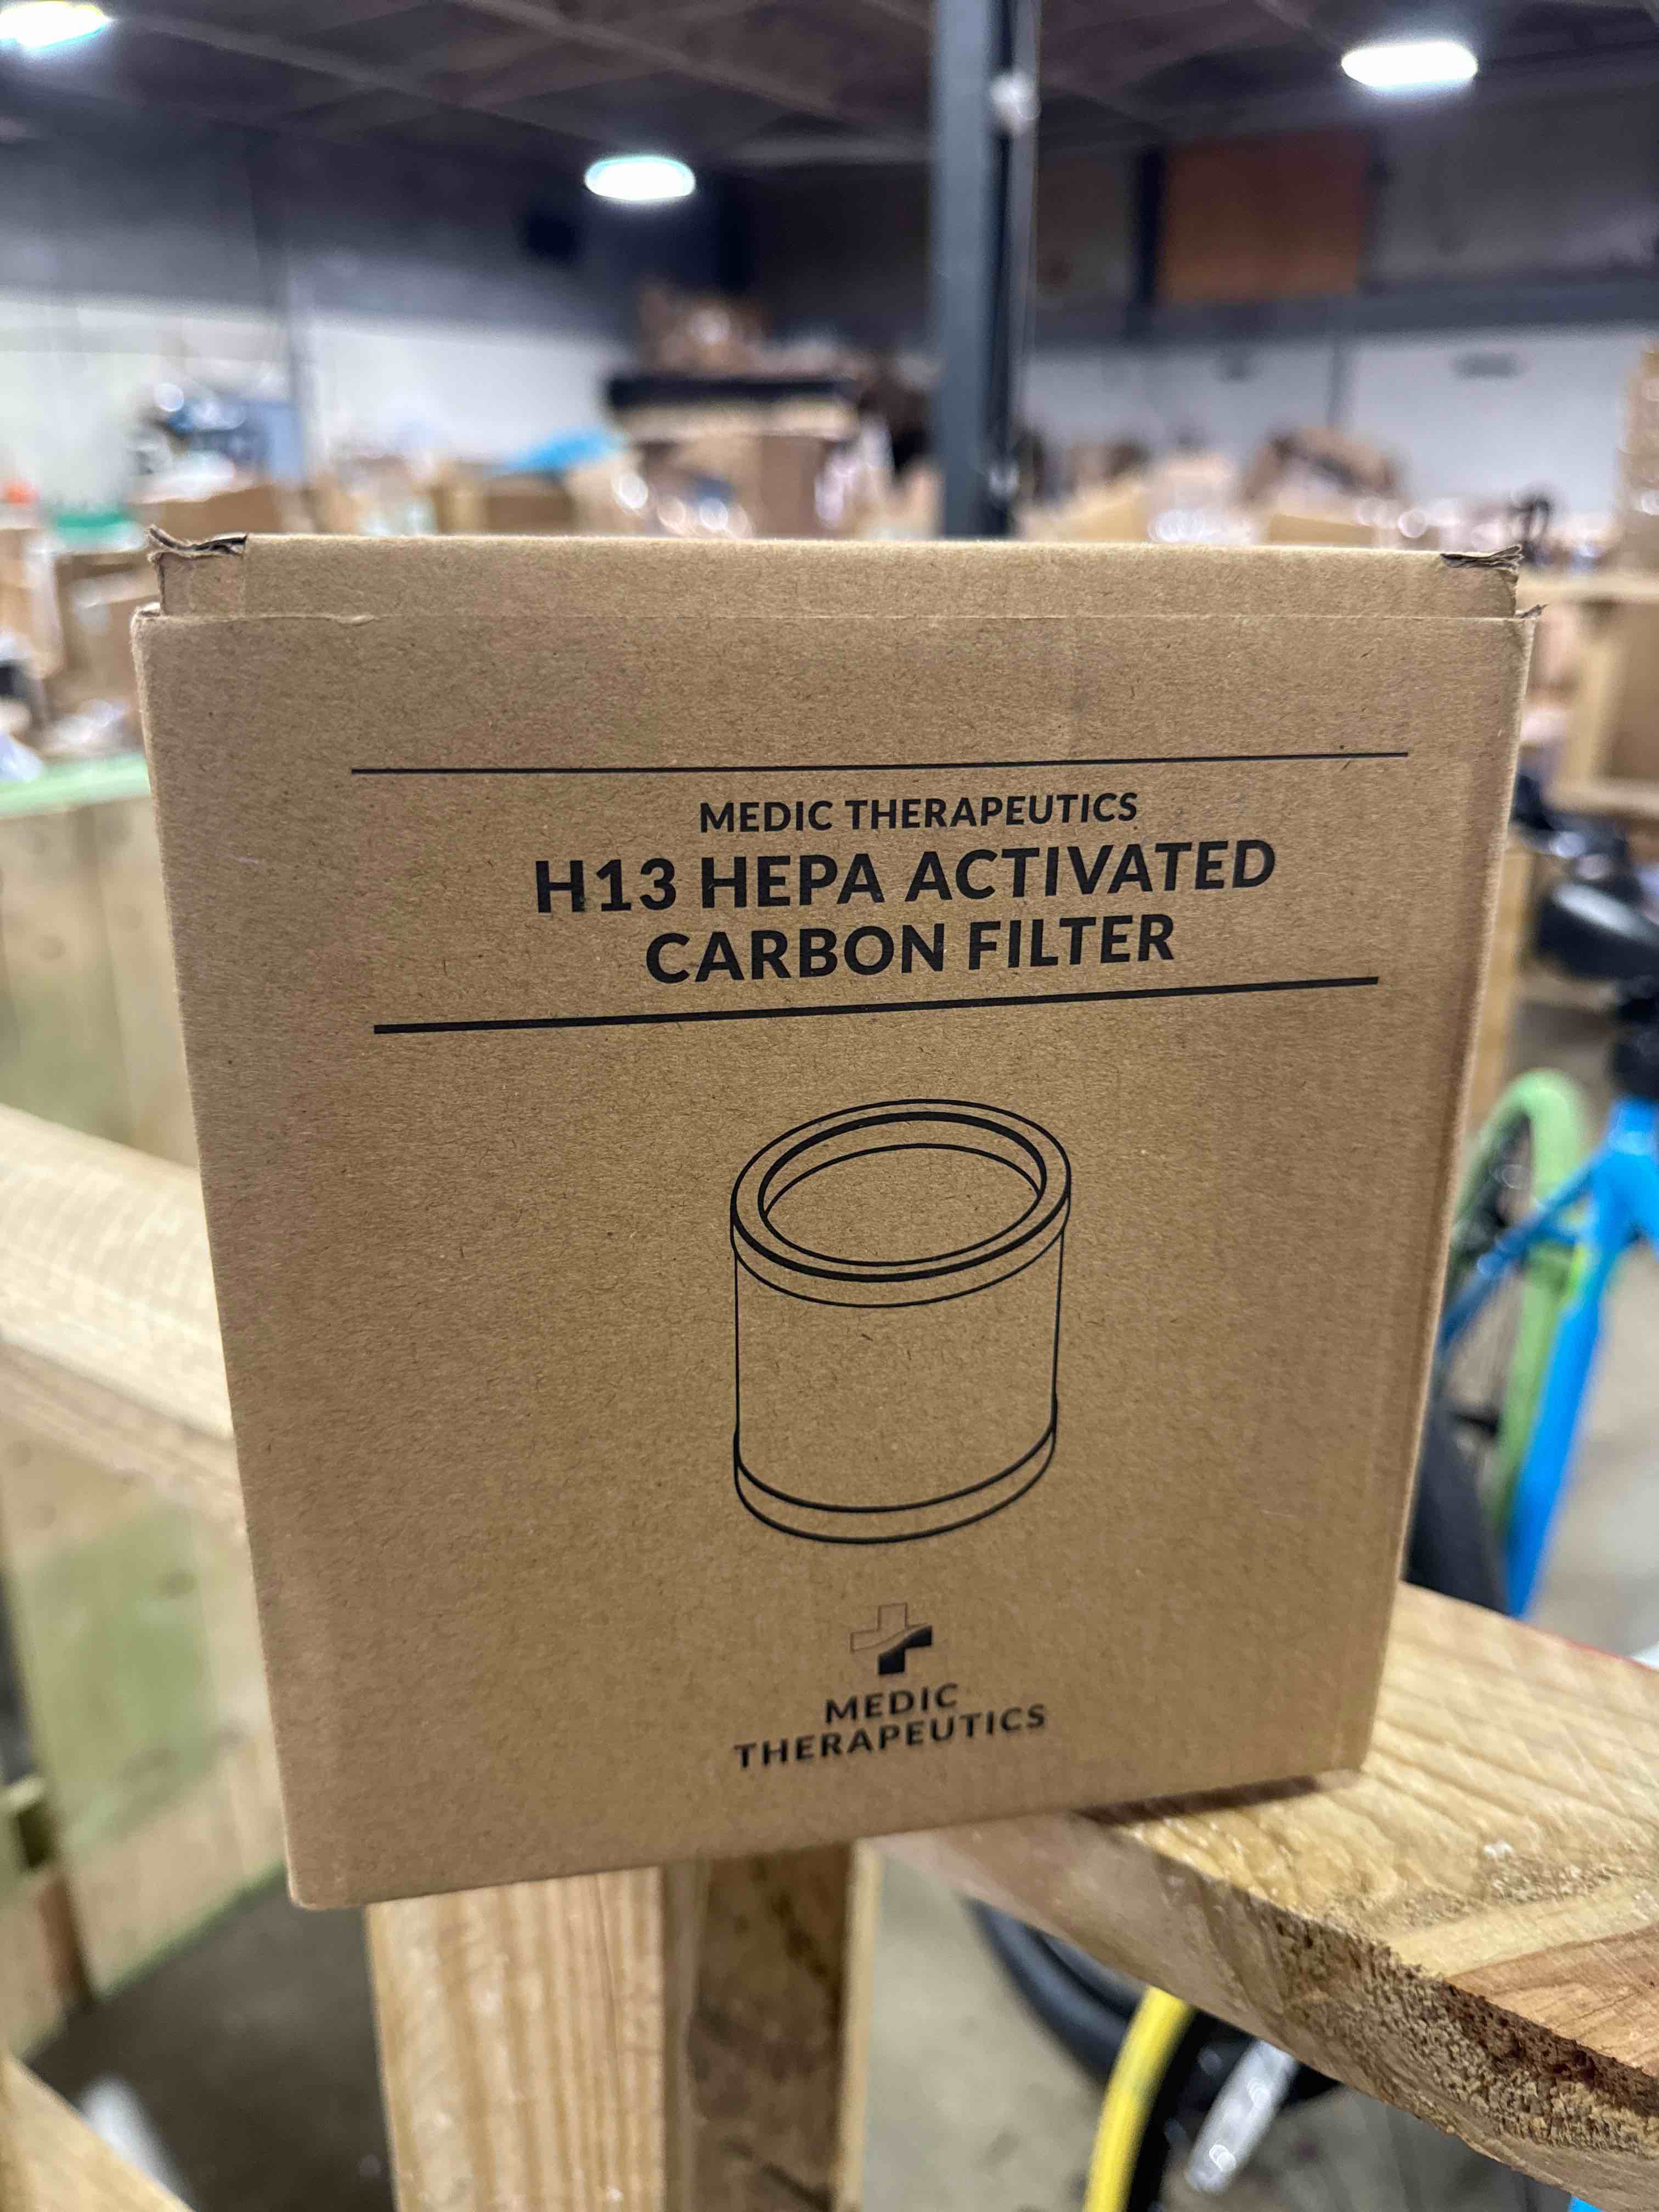 MEDIC THERAPEUTICS
H13 HEPA ACTIVATED
CARBON FILTER
MEDIC
THERAPEUTICS